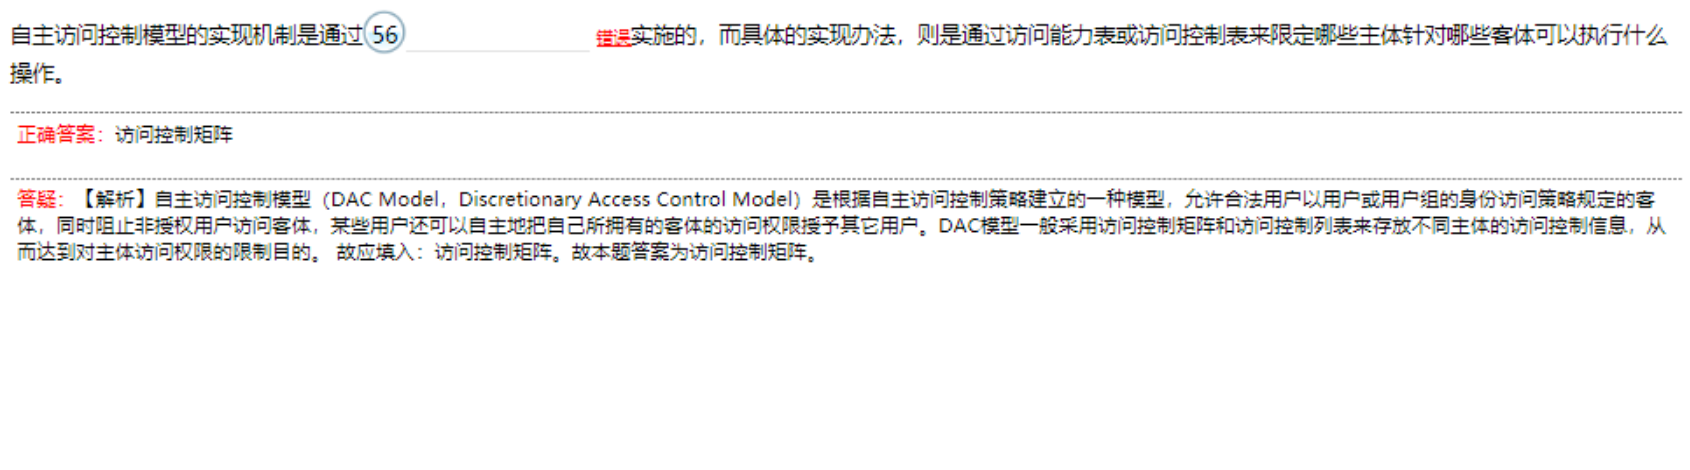 自主访问控制模型的实现机制是通过 56 错误实施的，而具体的实现办法，则是通过访问能力表或访问控制表来限定哪些主体针对哪些客体可以执行什么
操作。
正确答案：访问控制矩阵
答疑：【解析】自主访问控制模型（DAC Model，Discretionary Access Control Model）是根据自主访问控制策略建立的一种模型，允许合法用户以用户或用户组的身份访问策略规定的客
体，同时阻止非授权用户访问客体，某些用户还可以自主地把自己所拥有的客体的访问权限授予其它用户。DAC模型一般采用访问控制矩阵和访问控制列表来存放不同主体的访问控制信息，从
而达到对主体访问权限的限制目的。 故应填入：访问控制矩阵。故本题答案为访问控制矩阵。